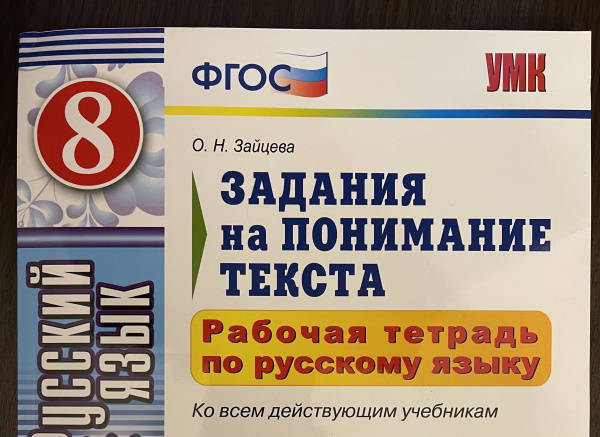 8
РУССКИЙ
ЯЗЫК
ФГОС
УМК
О. Н. Зайцева
ЗАДАНИЯ
на ПОНИМАНИЕ
ТЕКСТА
Рабочая тетрадь
по русскому языку
Ко всем действующим учебникам